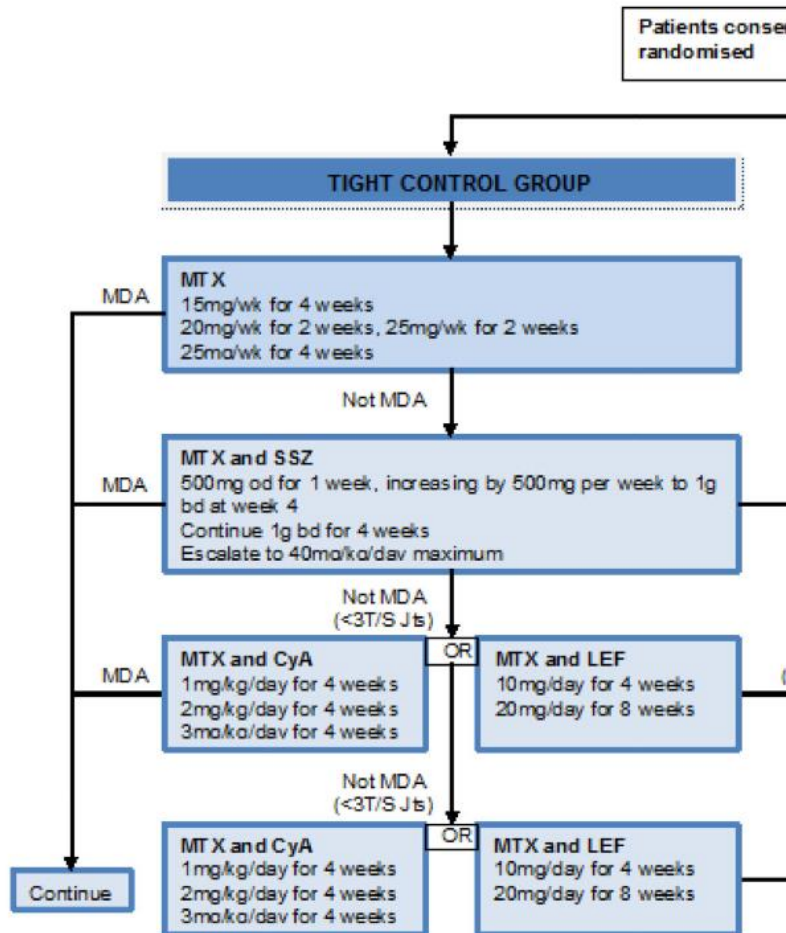 Patients conse
randomised
TIGHT CONTROL GROUP
MDA
MTX
15mg/wk for 4 weeks
20mg/wk for 2 weeks, 25mg/wk for 2 weeks
25mg/wk for 4 weeks
Not MDA
MDA
MTX and SSZ
500mg od for 1 week, increasing by 500mg per week to 1g
bd at week 4
Continue 1g bd for 4 weeks
Escalate to 40mg/kg/day maximum
Not MDA
(<3T/S Jts)
OR
MDA
MTX and CyA
1mg/kg/day for 4 weeks
2mg/kg/day for 4 weeks
3mg/kg/day for 4 weeks
MTX and LEF
10mg/day for 4 weeks
20mg/day for 8 weeks
(
Not MDA
(<3T/S Jts)
OR
MTX and CyA
1mg/kg/day for 4 weeks
2mg/kg/day for 4 weeks
3mg/kg/day for 4 weeks
MTX and LEF
10mg/day for 4 weeks
20mg/day for 8 weeks
Continue